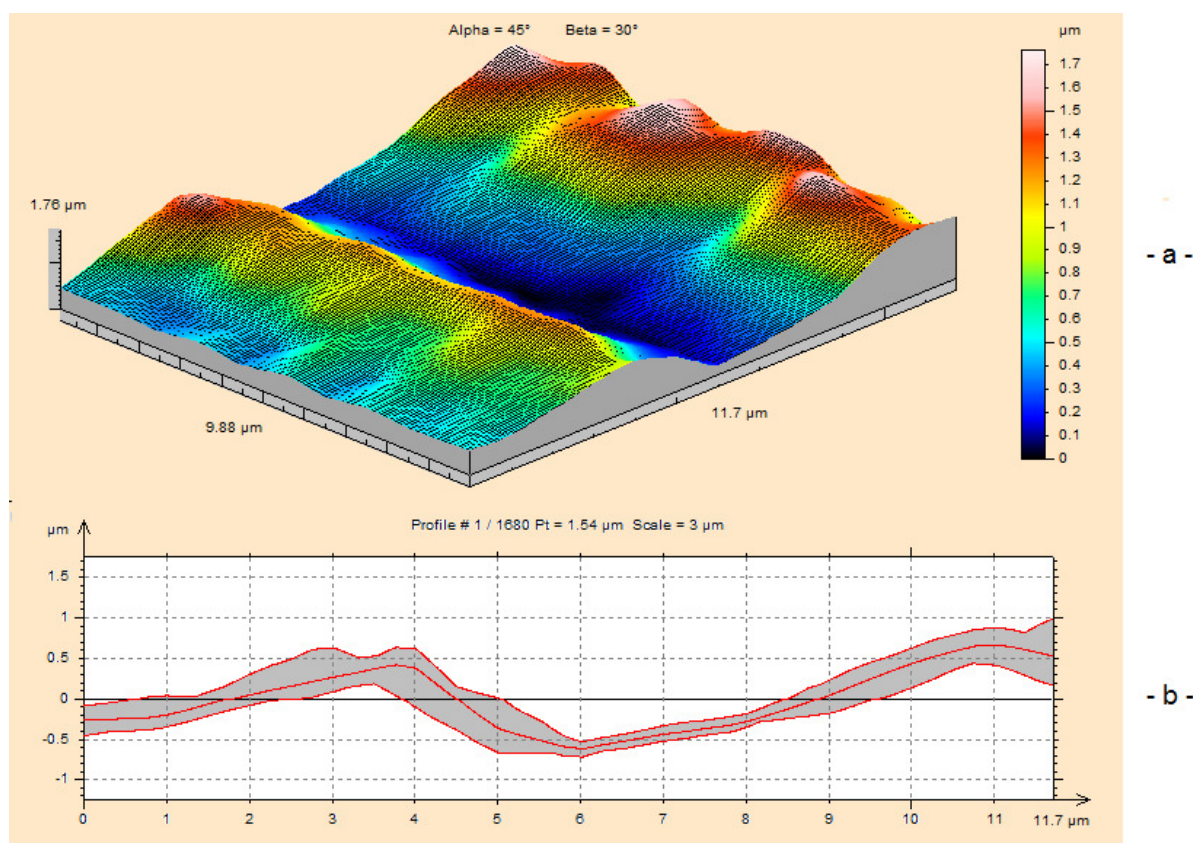 Alpha = 45° Beta = 30°
µm
1.7
1.6
1.5
1.4
1.3
1.2
1.1
1
0.9
0.8
0.7
0.6
0.5
0.4
0.3
0.2
0.1
0
1.76 µm
9.88 µm
11.7 µm
- a -
Profile # 1 / 1680 Pt = 1.54 µm Scale = 3 µm
µm
1.5
1
0.5
0
-0.5
-1
0 1 2 3 4 5 6 7 8 9 10 11 11.7 µm
- b -